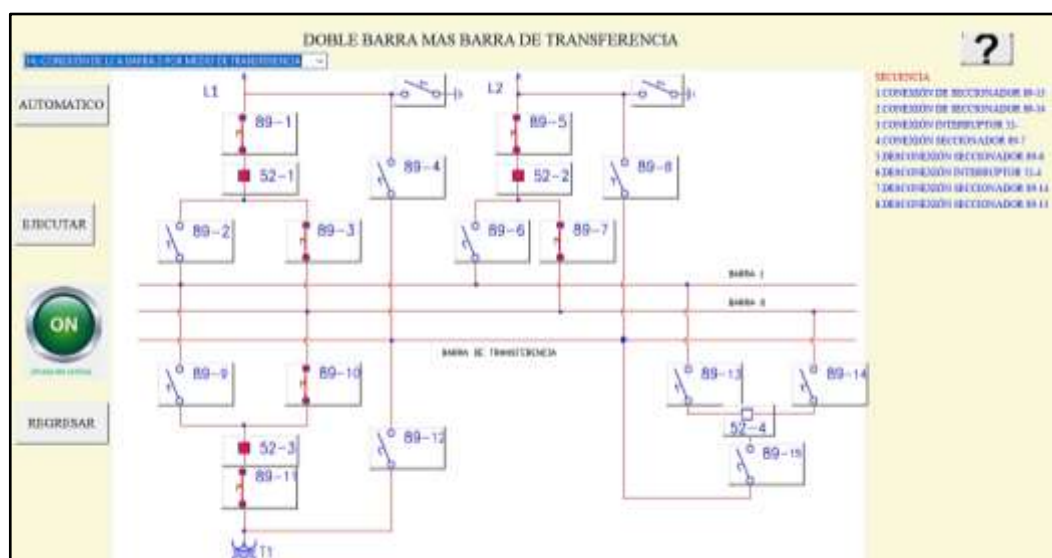 DOBLE BARRA MAS BARRA DE TRANSFERENCIA
?
AUTOMATICO
EJECUTAR
ON
REGRESAR
SECUENCIA
1 CONEXIÓN DE SECCIONADOR 89-13
2 CONEXIÓN DE SECCIONADOR 89-14
3 CONEXIÓN INTERRUPTOR 52-
4 CONEXIÓN SECCIONADOR 89-7
5 DESCONEXIÓN SECCIONADOR 89-6
6 DESCONEXIÓN INTERRUPTOR 52-4
7 DESCONEXIÓN SECCIONADOR 89-14
8 DESCONEXIÓN SECCIONADOR 89-13
L1
L2
89-1
89-5
52-1
89-4
52-2
89-8
89-2
89-3
89-6
89-7
BARRA I
BARRA II
BARRA DE TRANSFERENCIA
89-9
89-10
89-13
89-14
52-4
52-3
89-12
89-15
89-11
T1